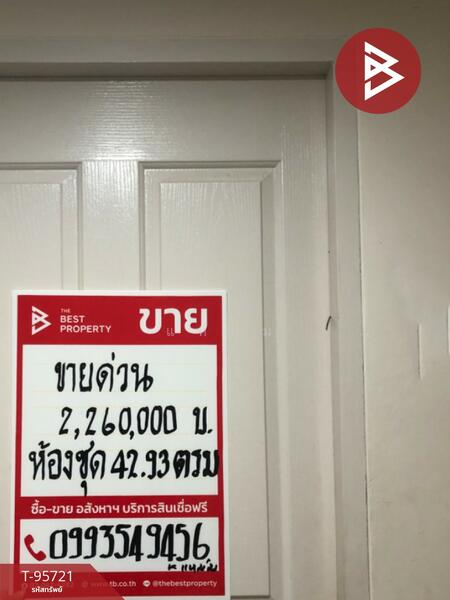 THE
BEST
PROPERTY
ขาย
ขายด่วน
2,260,000 บ.
ห้องชุด 42.93 ตรม
ซื้อ-ขาย อสังหาฯ บริการสินเชื่อฟรี
0993549456
T-95721
รหัสทรัพย์
www.tb.co.th
@thebestproperty